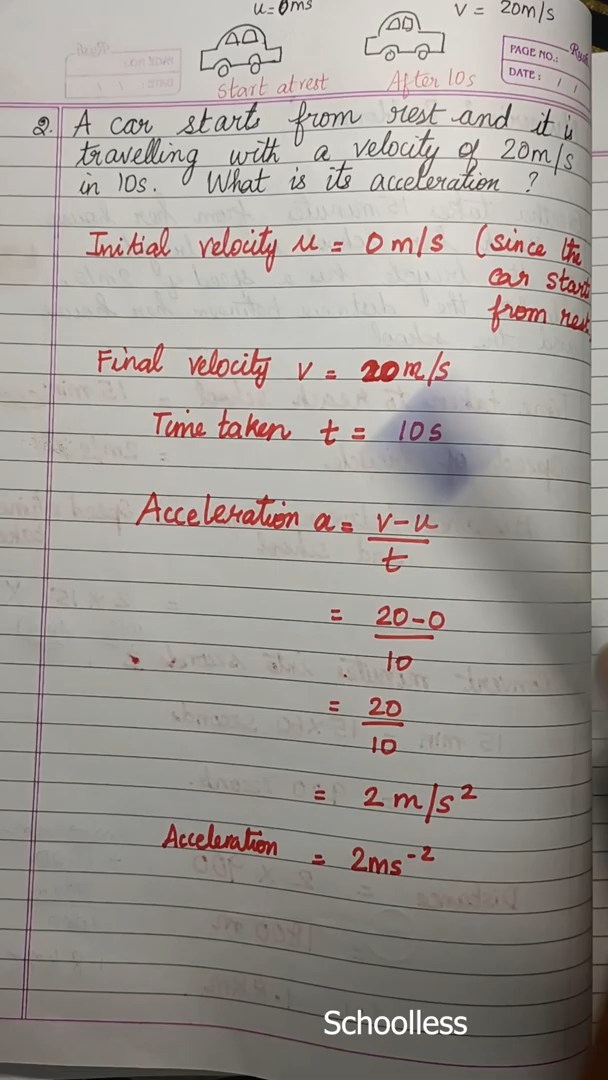 u=0ms
v = 20m/s
Start at rest
After 10s
PAGE NO.:
DATE: / /
2. A car starts from rest and it is
travelling with a velocity of 20m/s
in 10s. What is its acceleration ?
Initial velocity u = 0 m/s (since the
car start
from rest
Final velocity v = 20m/s
Time taken t = 10s
Acceleration a = v-u
t
= 20-0
10
= 20
10
= 2 m/s²
Acceleration = 2ms⁻²
Schoolless